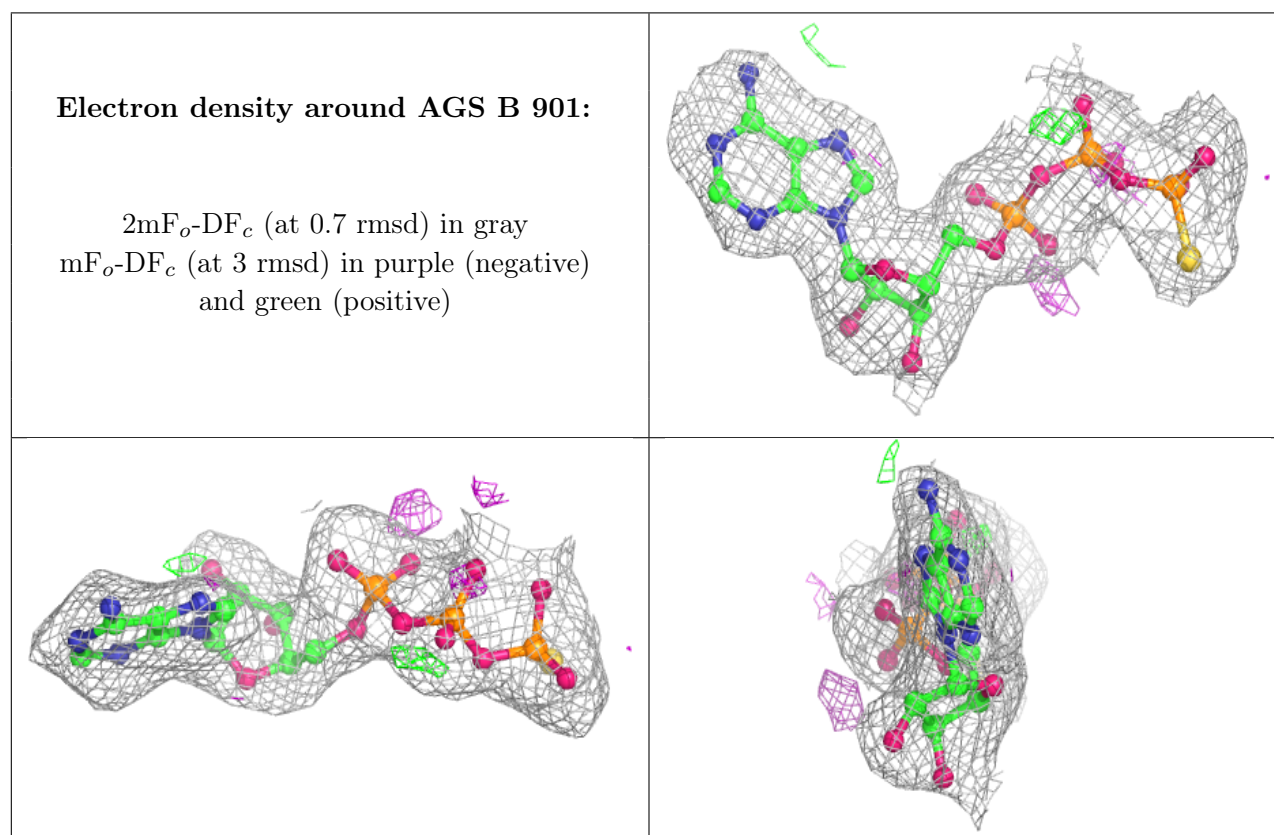 Electron density around AGS B 901:
2mFo-DFc (at 0.7 rmsd) in gray
mFo-DFc (at 3 rmsd) in purple (negative)
and green (positive)